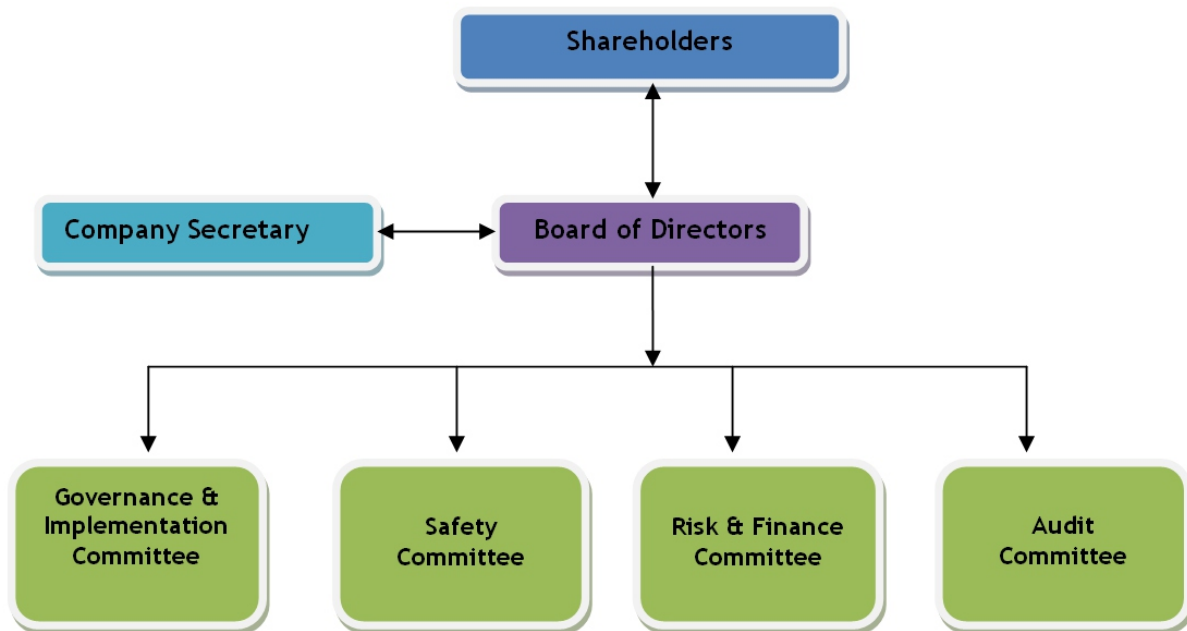 Shareholders
Company Secretary
Board of Directors
Governance &
Implementation
Committee
Safety
Committee
Risk & Finance
Committee
Audit
Committee